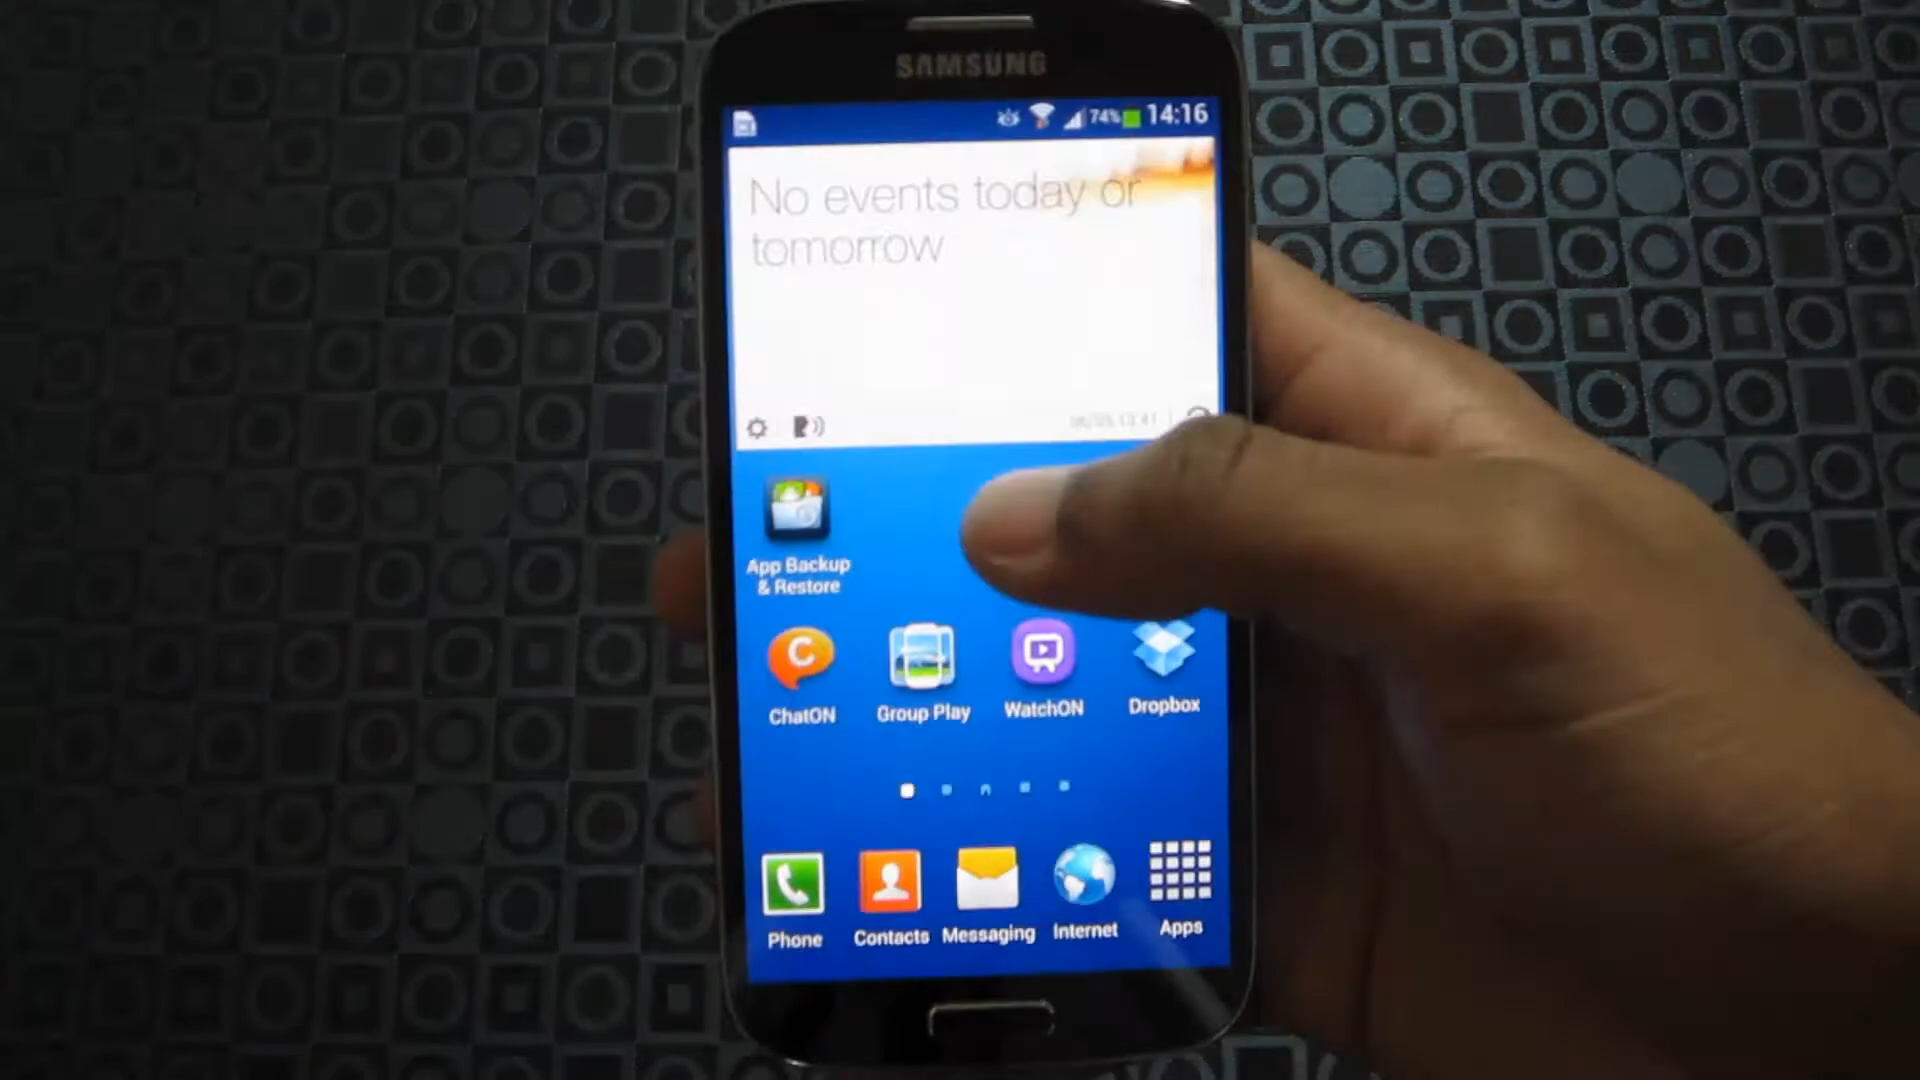 SAMSUNG
74% 14:16
No events today or
tomorrow
App Backup
& Restore
ChatON Group Play WatchON Dropbox
Phone Contacts Messaging Internet Apps